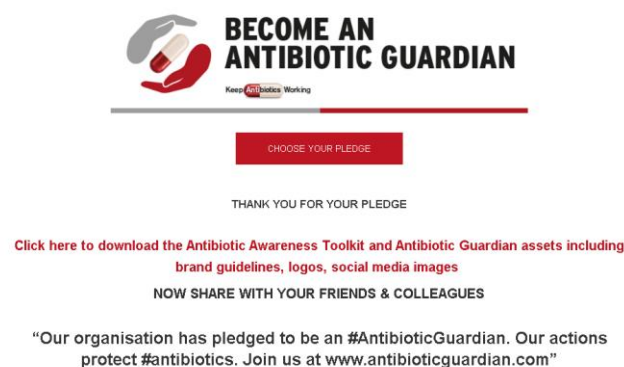 BECOME AN
ANTIBIOTIC GUARDIAN
Keep Antibiotics Working
CHOOSE YOUR PLEDGE
THANK YOU FOR YOUR PLEDGE
Click here to download the Antibiotic Awareness Toolkit and Antibiotic Guardian assets including
brand guidelines, logos, social media images
NOW SHARE WITH YOUR FRIENDS & COLLEAGUES
“Our organisation has pledged to be an #AntibioticGuardian. Our actions
protect #antibiotics. Join us at www.antibioticguardian.com”